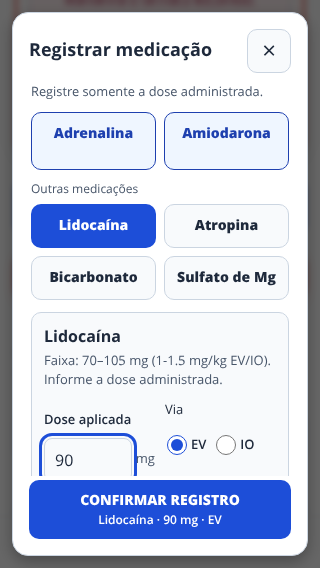 Registrar medicação
×
Registre somente a dose administrada.
Adrenalina
Amiodarona
Outras medicações
Lidocaína
Atropina
Bicarbonato
Sulfato de Mg
Lidocaína
Faixa: 70–105 mg (1-1.5 mg/kg EV/IO).
Informe a dose administrada.
Dose aplicada
Via
90
mg
EV
IO
CONFIRMAR REGISTRO
Lidocaína · 90 mg · EV